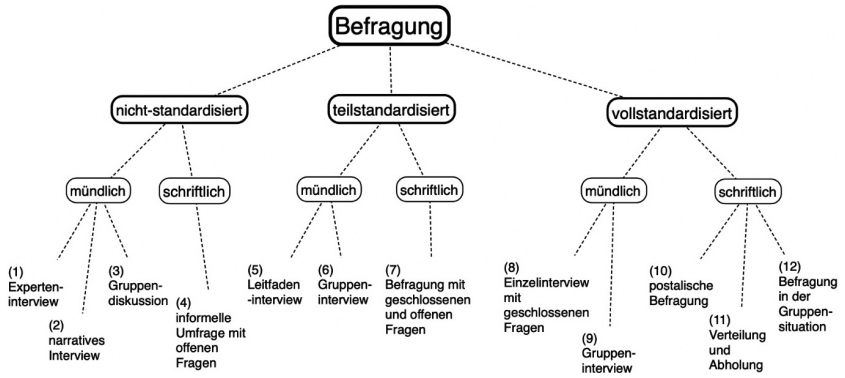 Befragung
nicht-standardisiert
teilstandardisiert
vollstandardisiert
mündlich
schriftlich
mündlich
schriftlich
mündlich
schriftlich
(1)
Experten-
interview
(2)
narratives
Interview
(3)
Gruppen-
diskussion
(4)
informelle
Umfrage mit
offenen
Fragen
(5)
Leitfaden
-interview
(6)
Gruppen-
interview
(7)
Befragung mit
geschlossenen
und offenen
Fragen
(8)
Einzelinterview
mit
geschlossenen
Fragen
(9)
Gruppen-
interview
(10)
postalische
Befragung
(11)
Verteilung
und
Abholung
(12)
Befragung
in der
Gruppen-
situation